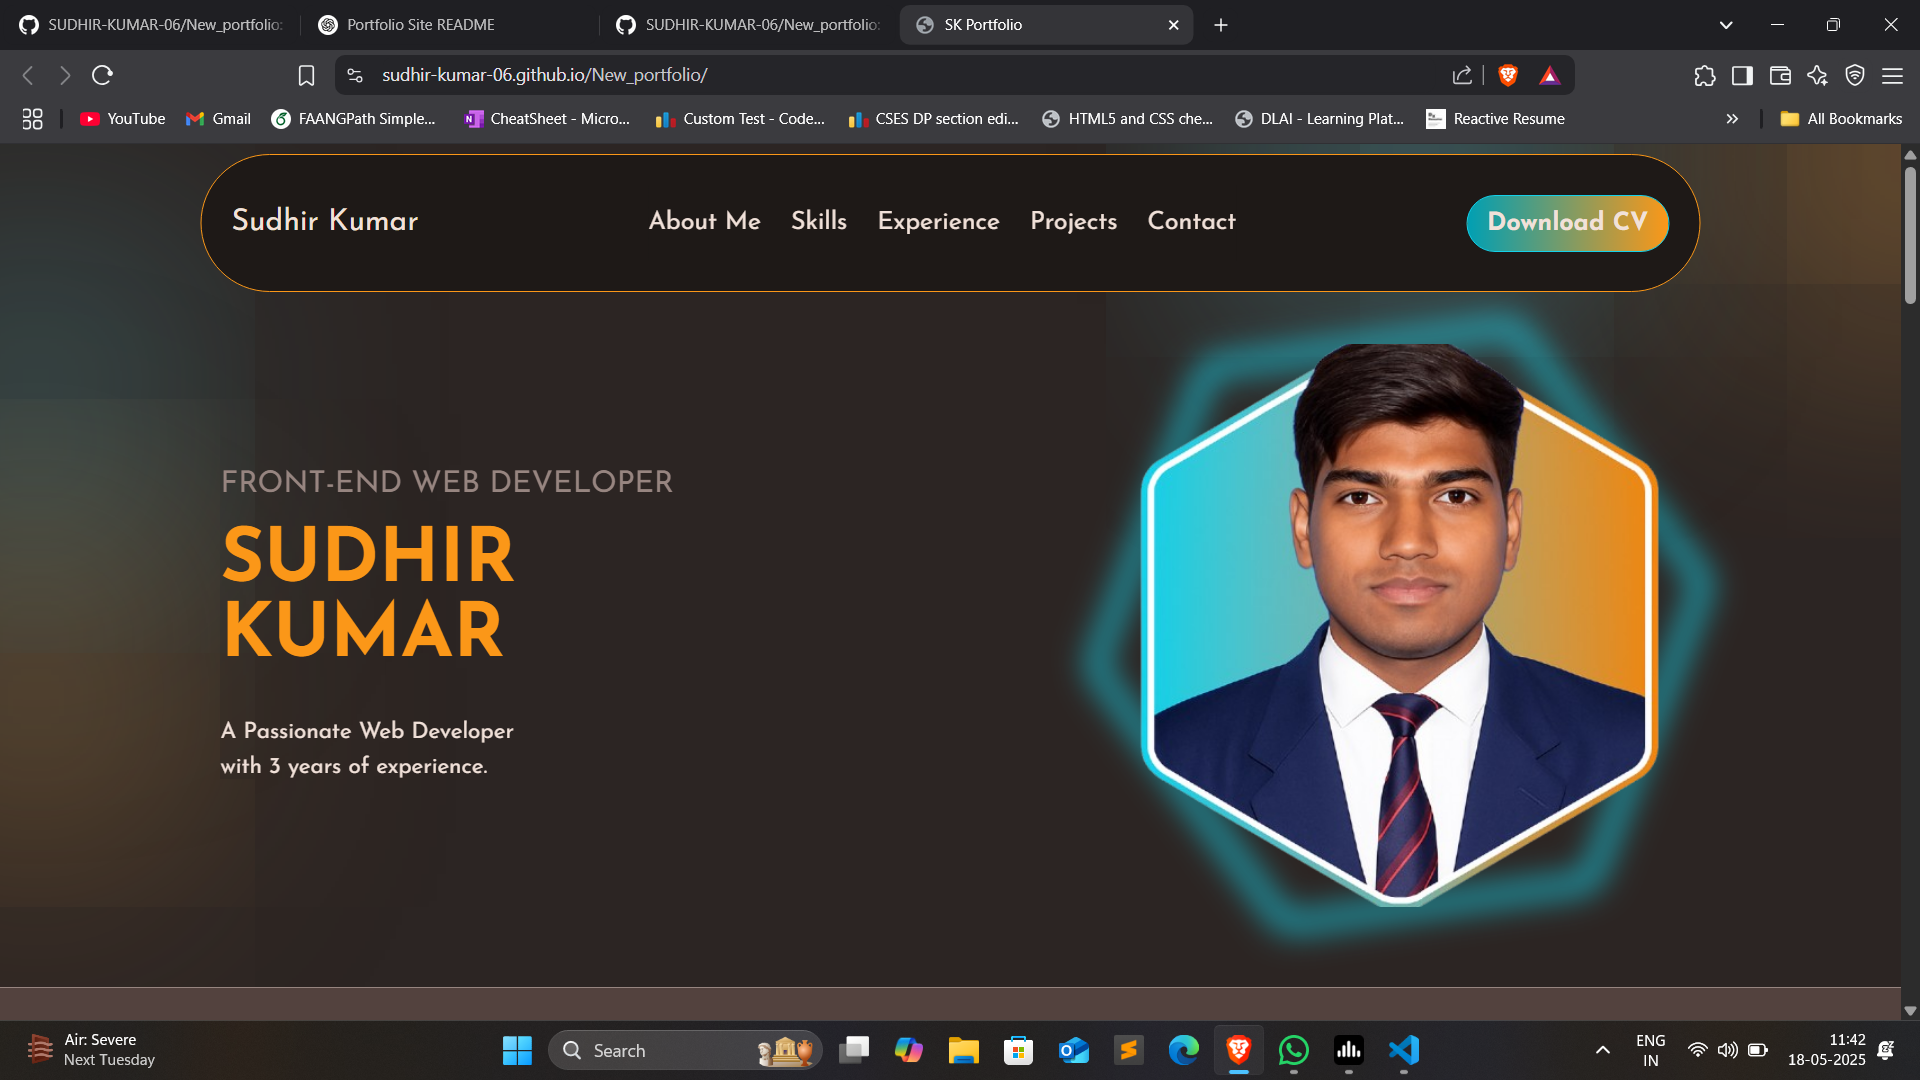 SUDHIR-KUMAR-06/New_portfolio:
Portfolio Site README
SUDHIR-KUMAR-06/New_portfolio:
SK Portfolio
sudhir-kumar-06.github.io/New_portfolio/
YouTube
Gmail
FAANGPath Simple...
CheatSheet - Micro...
Custom Test - Code...
CSES DP section edi...
HTML5 and CSS che...
DLAI - Learning Plat...
Reactive Resume
All Bookmarks
Sudhir Kumar
About Me
Skills
Experience
Projects
Contact
Download CV
FRONT-END WEB DEVELOPER
SUDHIR
KUMAR
A Passionate Web Developer
with 3 years of experience.
Air: Severe
Next Tuesday
Search
ENG
IN
11:42
18-05-2025